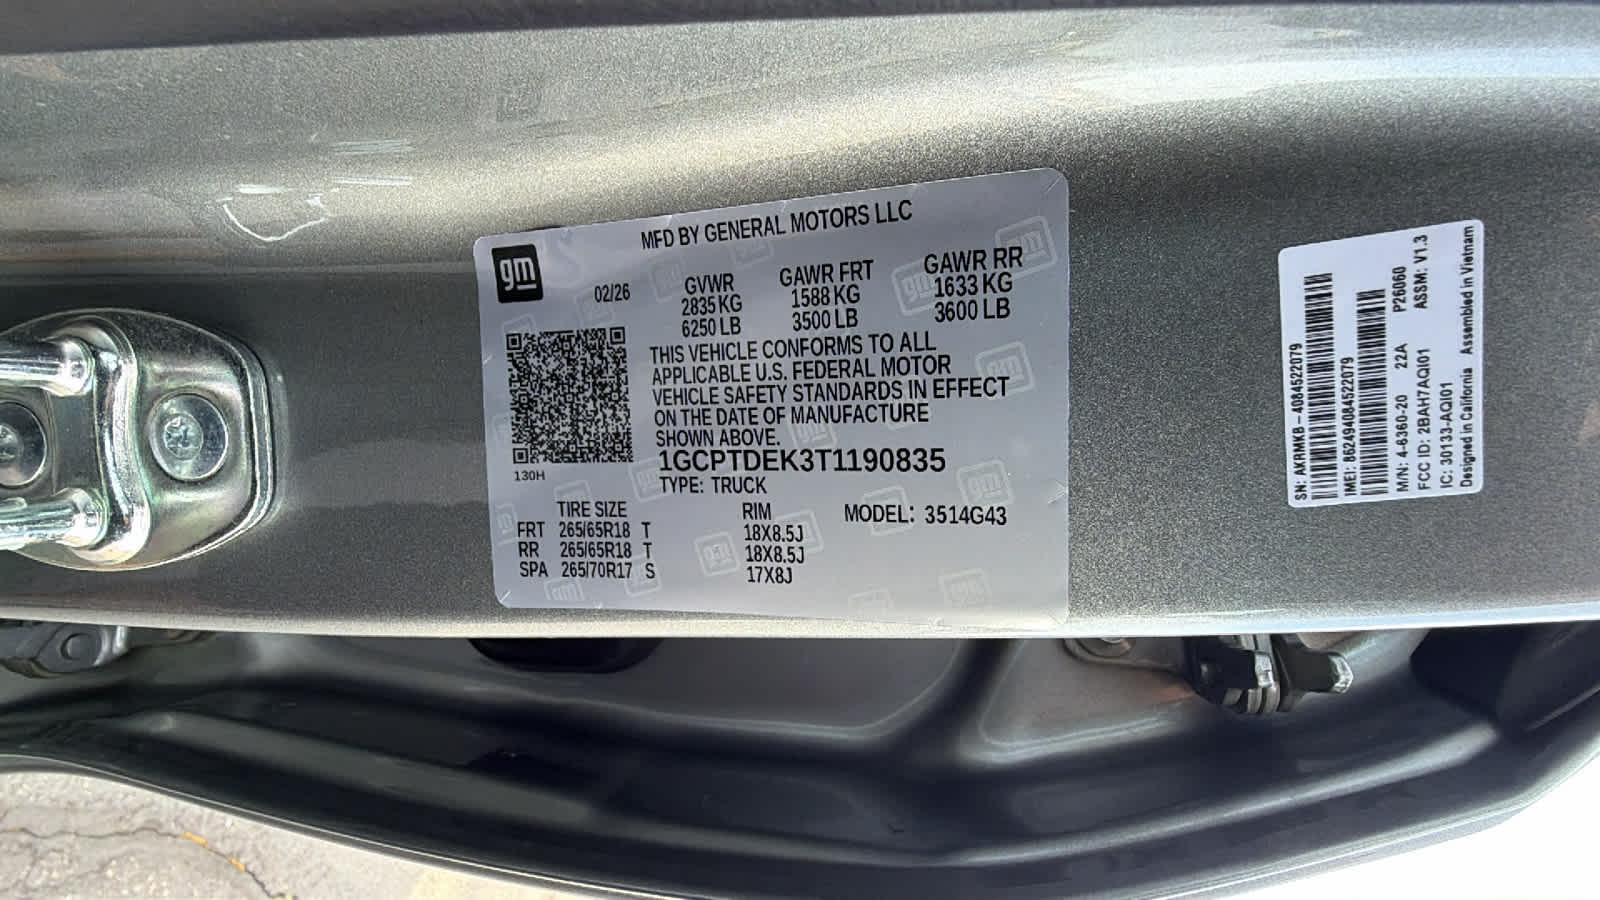 MFD BY GENERAL MOTORS LLC
gm
02/26
GVWR GAWR FRT GAWR RR
2835 KG 1588 KG 1633 KG
6250 LB 3500 LB 3600 LB
THIS VEHICLE CONFORMS TO ALL
APPLICABLE U.S. FEDERAL MOTOR
VEHICLE SAFETY STANDARDS IN EFFECT
ON THE DATE OF MANUFACTURE
SHOWN ABOVE.
130H
1GCPTDEK3T1190835
TYPE: TRUCK
TIRE SIZE RIM MODEL: 3514G43
FRT 265/65R18 T 18X8.5J
RR 265/65R18 T 18X8.5J
SPA 265/70R17 S 17X8J
SN: AKRMKB-4084522079
IMEI: 862494084522079
M/N: 4-6360-20 22A P26060
FCC ID: 2BAH7AQI01 ASSM: V1.3
IC: 30133-AQI01
Designed in California Assembled in Vietnam